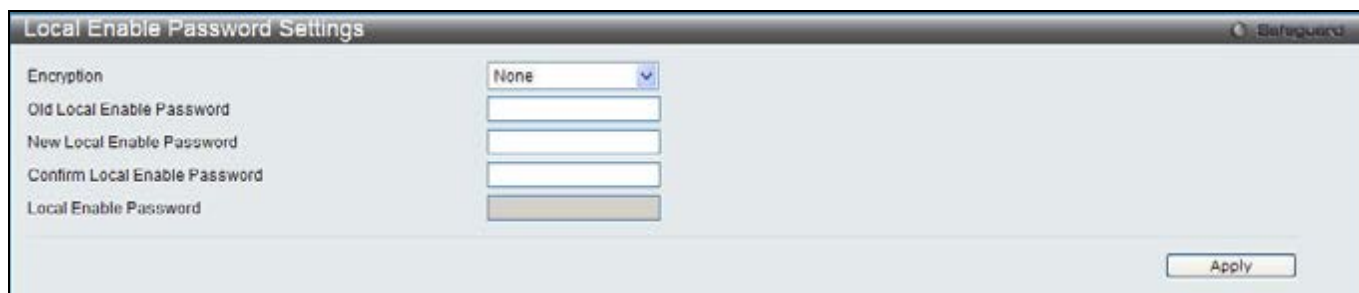 Local Enable Password Settings
Safeguard
Encryption
None
Old Local Enable Password
New Local Enable Password
Confirm Local Enable Password
Local Enable Password
Apply